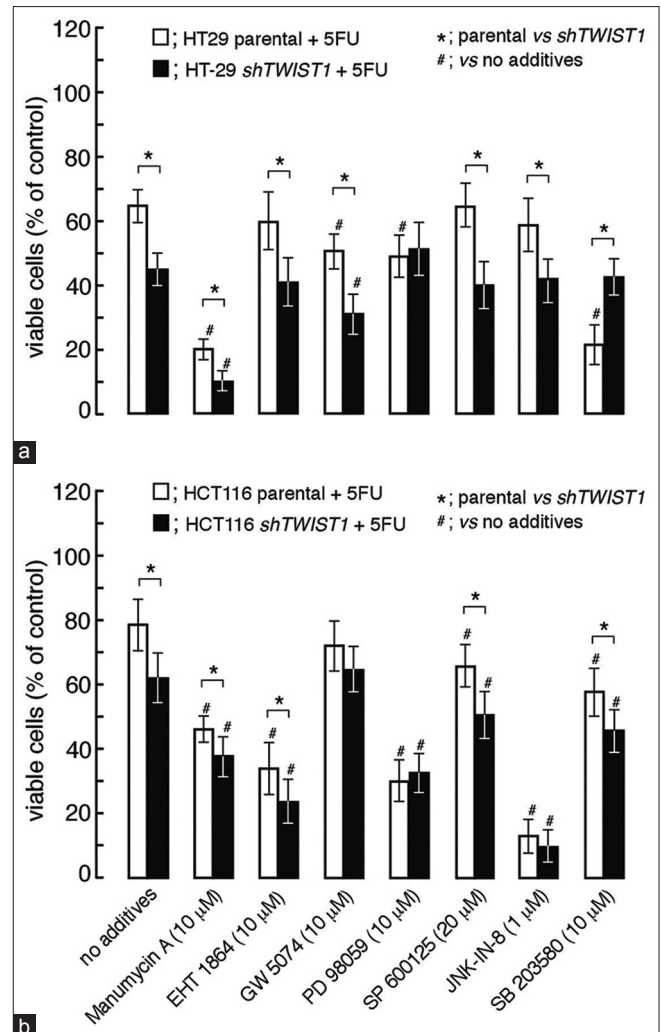 120
100
80
60
40
20
0
viable cells (% of control)
; HT29 parental + 5FU
; HT-29 shTWIST1 + 5FU
*; parental vs shTWIST1
#; vs no additives
*
*
*
*
*
*
*
#
#
#
#
#
#
a
120
100
80
60
40
20
0
viable cells (% of control)
; HCT116 parental + 5FU
; HCT116 shTWIST1 + 5FU
*; parental vs shTWIST1
#; vs no additives
*
*
*
*
*
#
#
#
#
#
#
#
#
#
#
#
#
no additives
Manumycin A (10 μM)
EHT 1864 (10 μM)
GW 5074 (10 μM)
PD 98059 (10 μM)
SP 600125 (20 μM)
JNK-IN-8 (1 μM)
SB 203580 (10 μM)
b